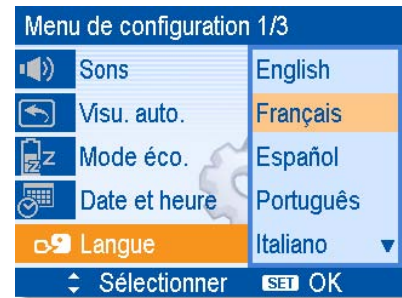 Menu de configuration 1/3
Sons
English
Visu. auto.
Français
Mode éco.
Español
Date et heure
Português
Langue
Italiano
Sélectionner SET OK